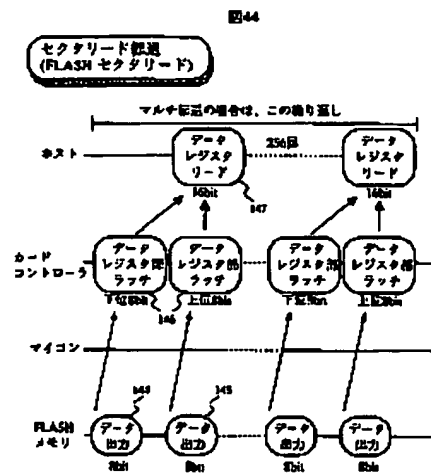 図44
セクタリード転送
(FLASH セクタリード)
マルチ転送の場合は、この繰り返し
ホスト
データ
レジスタ
リード
16bit
147
256回
データ
レジスタ
リード
16bit
カード
コントローラ
データ
レジスタ部
ラッチ
下位8bit
146
データ
レジスタ部
ラッチ
上位8bit
データ
レジスタ部
ラッチ
下位8bit
データ
レジスタ部
ラッチ
上位8bit
マイコン
FLASH
メモリ
144
データ
出力
8bit
145
データ
出力
8bit
データ
出力
8bit
データ
出力
8bit